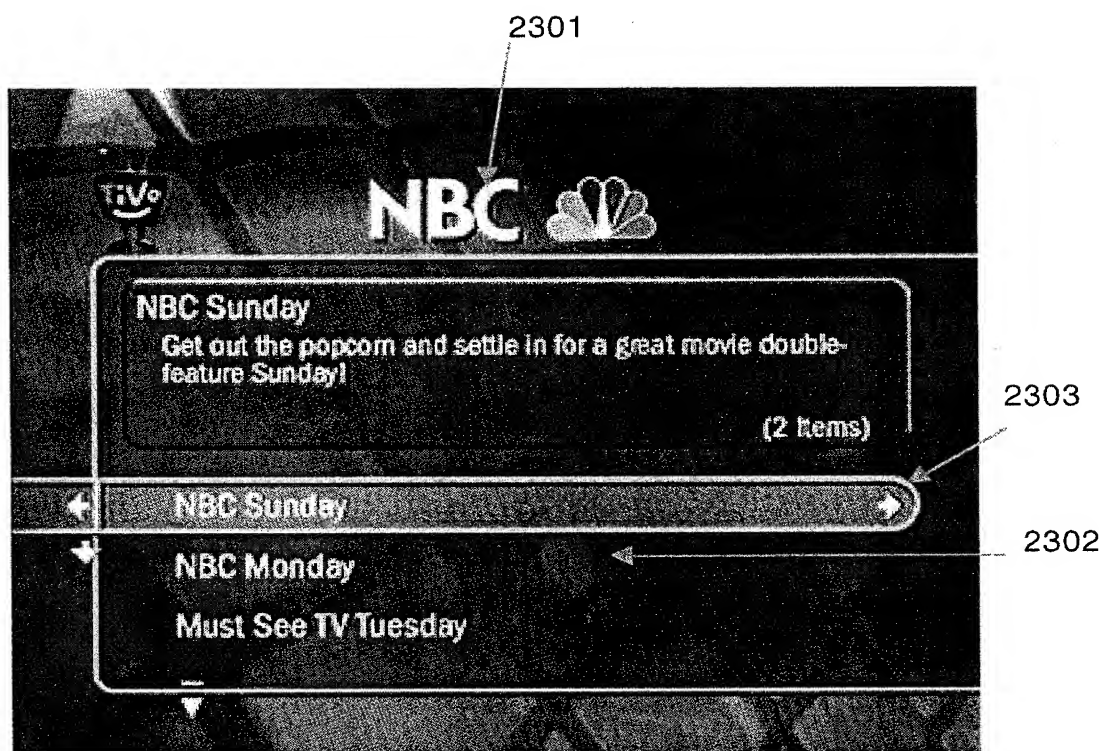 2301
TiVo
NBC
NBC Sunday
Get out the popcorn and settle in for a great movie double-
feature Sunday!
(2 Items)
2303
NBC Sunday
2302
NBC Monday
Must See TV Tuesday